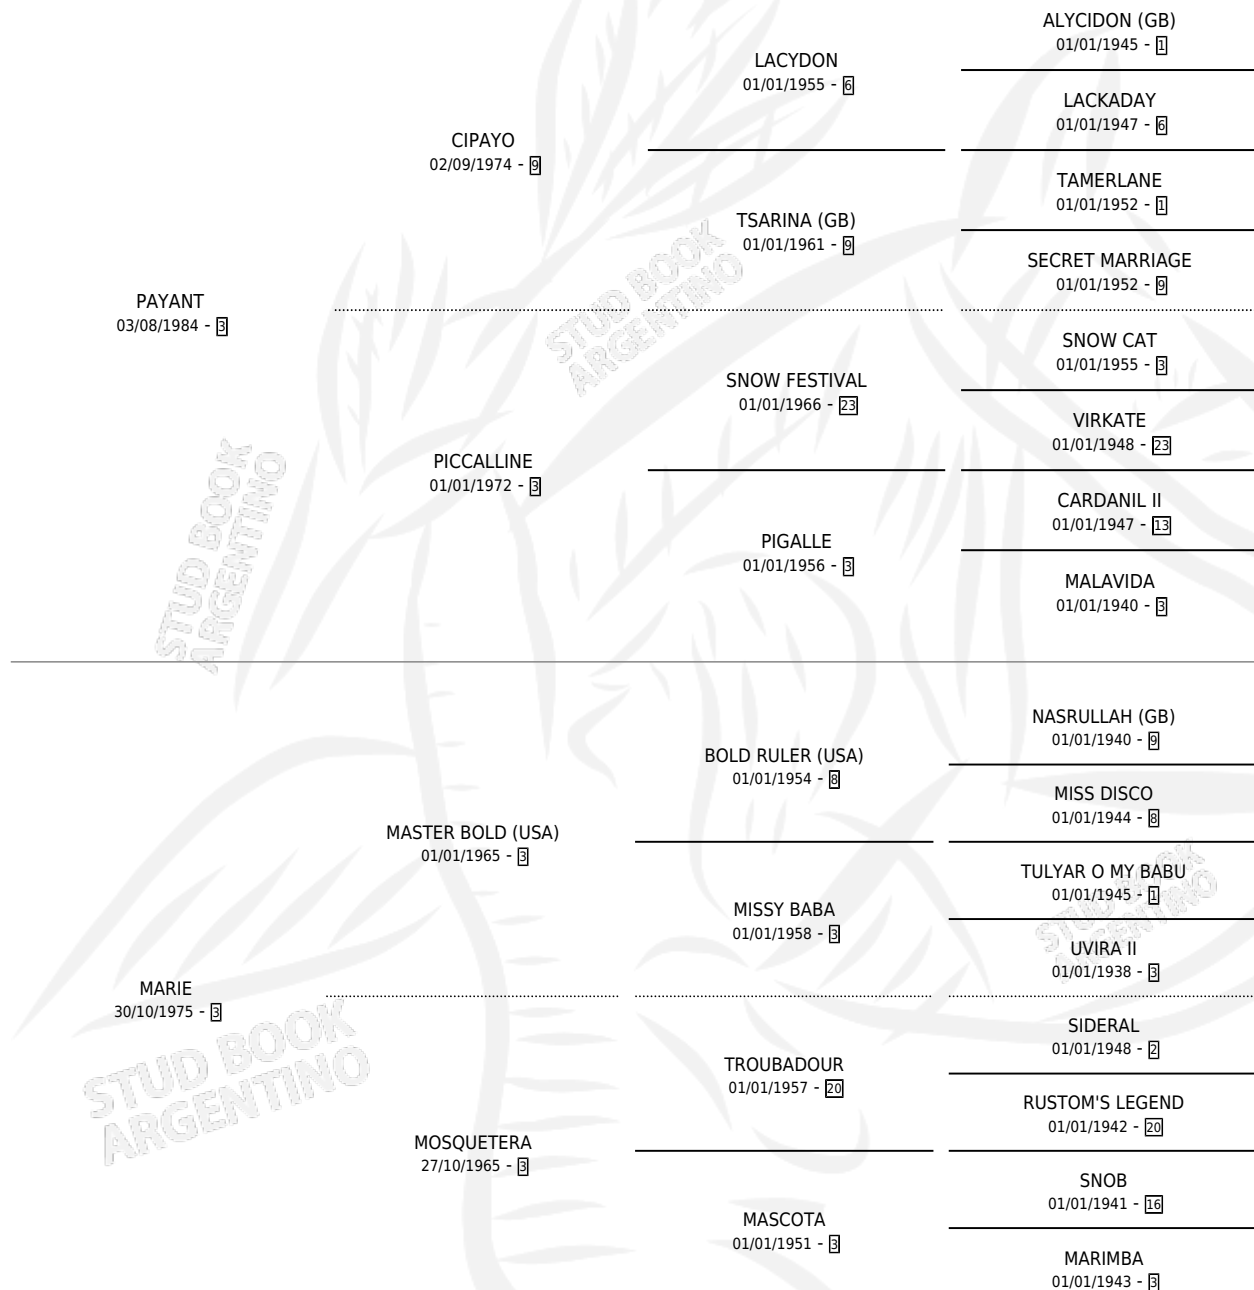 ALYCIDON (GB)
01/01/1945 - 1
LACYDON
01/01/1955 - 6
LACKADAY
01/01/1947 - 6
CIPAYO
02/09/1974 - 9
TAMERLANE
01/01/1952 - 1
TSARINA (GB)
01/01/1961 - 9
SECRET MARRIAGE
01/01/1952 - 9
PAYANT
03/08/1984 - 3
SNOW CAT
01/01/1955 - 3
SNOW FESTIVAL
01/01/1966 - 23
VIRKATE
01/01/1948 - 23
PICCALLINE
01/01/1972 - 3
CARDANIL II
01/01/1947 - 13
PIGALLE
01/01/1956 - 3
MALAVIDA
01/01/1940 - 3
STUD BOOK
ARGENTINO
STUD BOOK
ARGENTINO
NASRULLAH (GB)
01/01/1940 - 9
BOLD RULER (USA)
01/01/1954 - 8
MISS DISCO
01/01/1944 - 8
MASTER BOLD (USA)
01/01/1965 - 3
TULYAR O MY BABU
01/01/1945 - 1
MISSY BABA
01/01/1958 - 3
UVIRA II
01/01/1938 - 3
MARIE
30/10/1975 - 3
SIDERAL
01/01/1948 - 2
TROUBADOUR
01/01/1957 - 20
RUSTOM'S LEGEND
01/01/1942 - 20
MOSQUETERA
27/10/1965 - 3
SNOB
01/01/1941 - 16
MASCOTA
01/01/1951 - 3
MARIMBA
01/01/1943 - 3
STUD BOOK
ARGENTINO
STUD BOOK
ARGENTINO